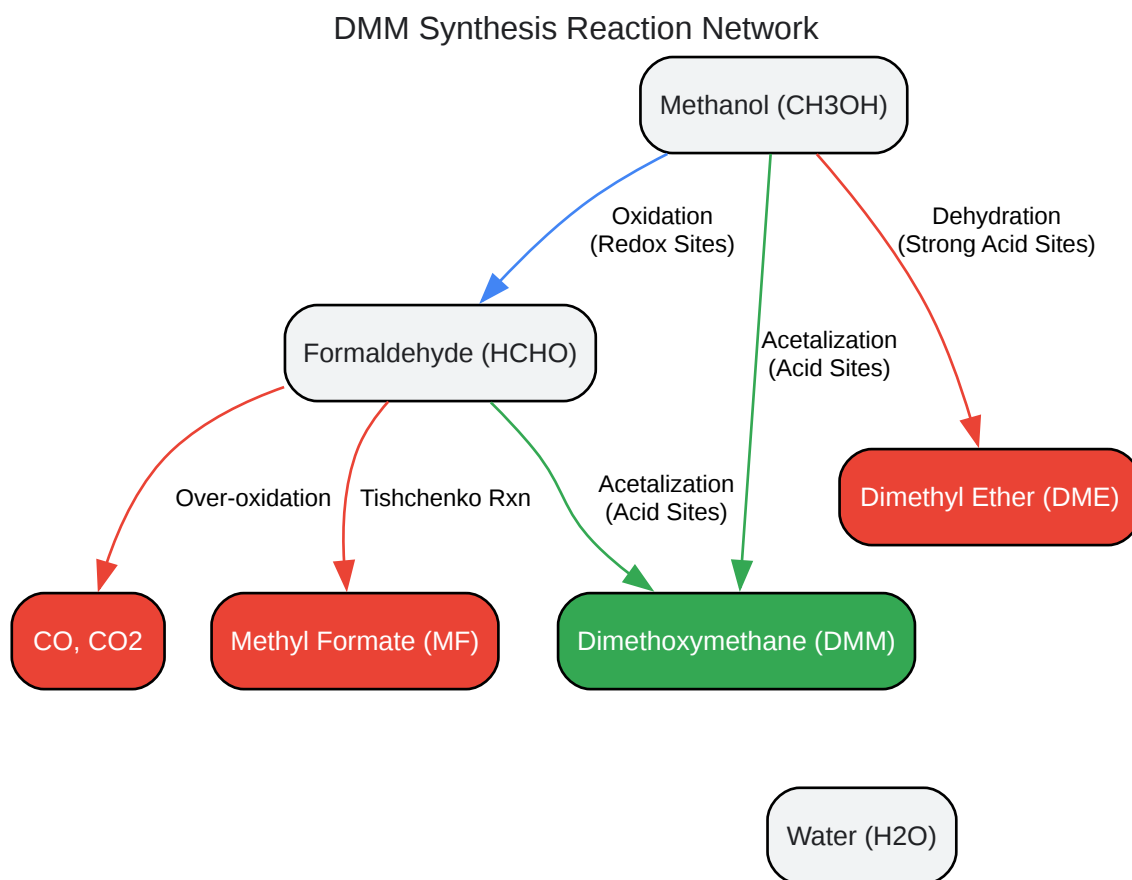 DMM Synthesis Reaction Network
Methanol (CH3OH)
Oxidation
(Redox Sites)
Dehydration
(Strong Acid Sites)
Formaldehyde (HCHO)
Acetalization
(Acid Sites)
Over-oxidation
Tishchenko Rxn
Acetalization
(Acid Sites)
Dimethyl Ether (DME)
CO, CO2
Methyl Formate (MF)
Dimethoxymethane (DMM)
Water (H2O)